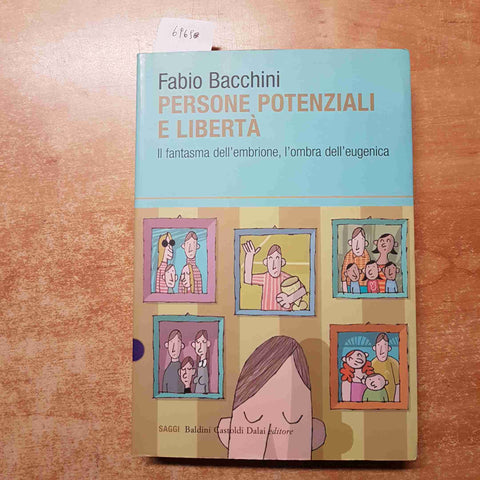 Fabio Bacchini
PERSONE POTENZIALI
E LIBERTÀ
Il fantasma dell'embrione, l'ombra dell'eugenica
SAGGI Baldini Castoldi Dalai editore